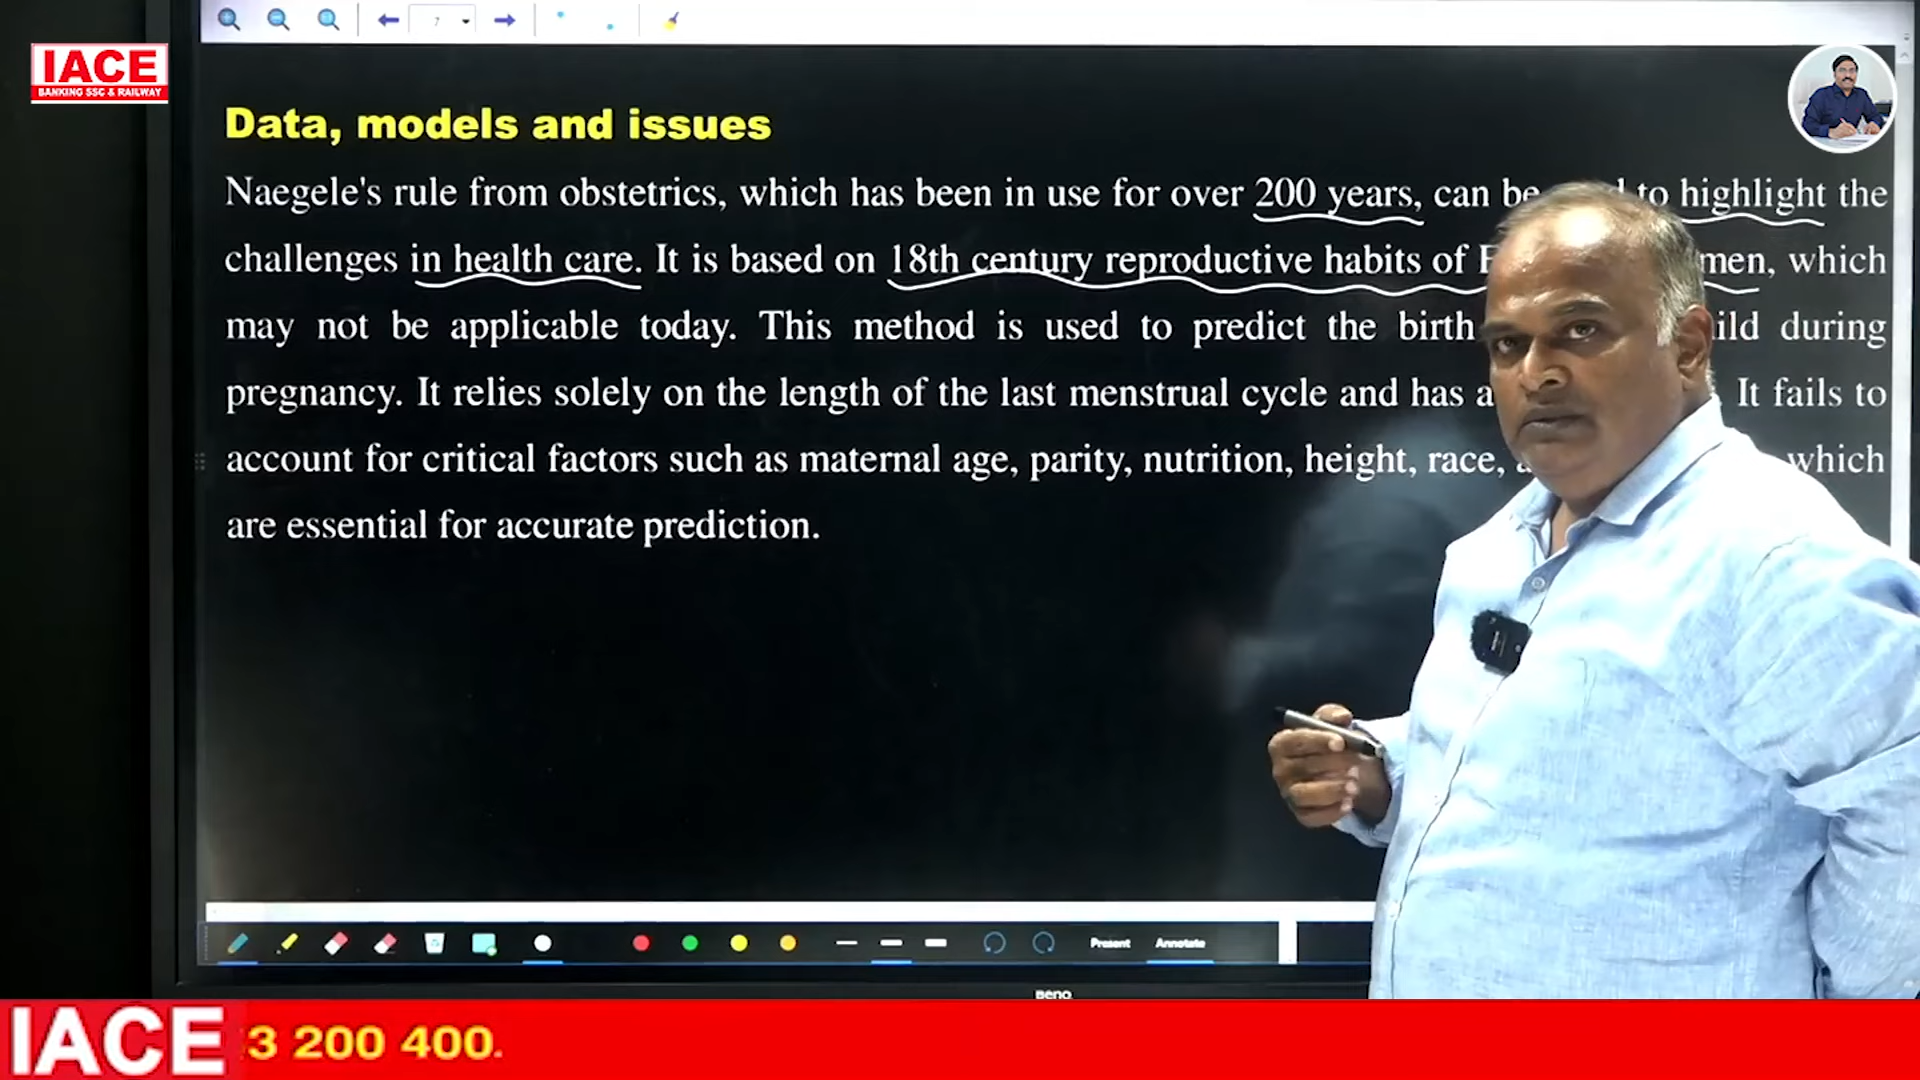 IACE
BANKING SSC & RAILWAY
7
Data, models and issues
Naegele's rule from obstetrics, which has been in use for over 200 years, can be to highlight the
challenges in health care. It is based on 18th century reproductive habits of men, which
may not be applicable today. This method is used to predict the birth during
pregnancy. It relies solely on the length of the last menstrual cycle and has a It fails to
account for critical factors such as maternal age, parity, nutrition, height, race, which
are essential for accurate prediction.
Present Annotate
BenQ
IACE 3 200 400.